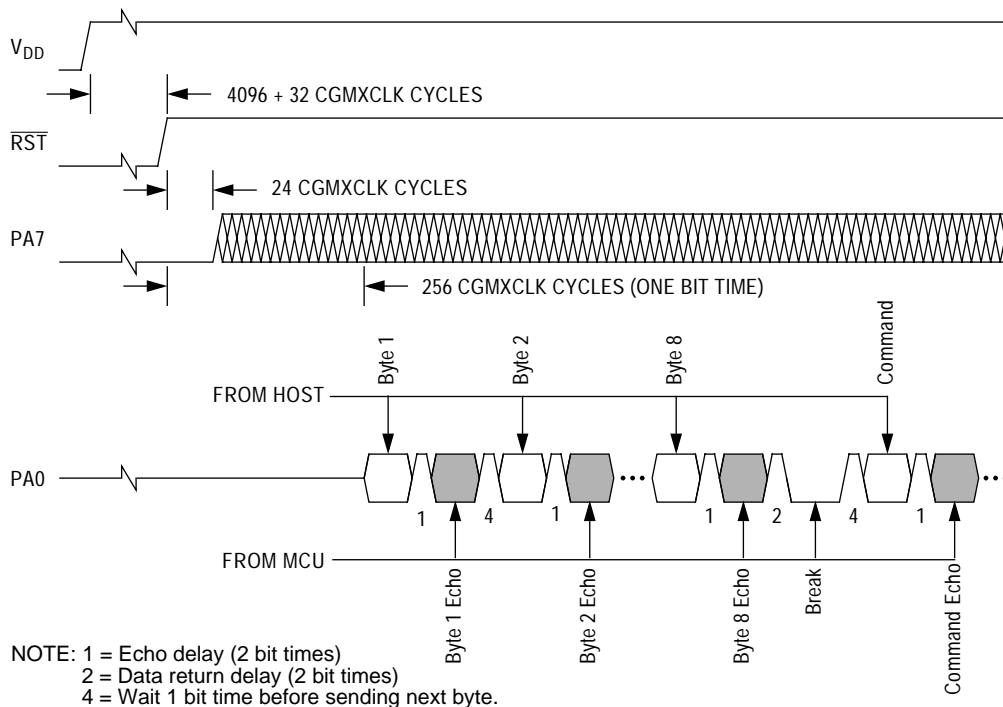 VDD
4096 + 32 CGMXCLK CYCLES
RST
24 CGMXCLK CYCLES
PA7
256 CGMXCLK CYCLES (ONE BIT TIME)
Byte 1
Byte 2
Byte 8
Command
FROM HOST
PA0
1
4
1
1
2
4
1
FROM MCU
Byte 1 Echo
Byte 2 Echo
Byte 8 Echo
Break
Command Echo
NOTE: 1 = Echo delay (2 bit times)
2 = Data return delay (2 bit times)
4 = Wait 1 bit time before sending next byte.